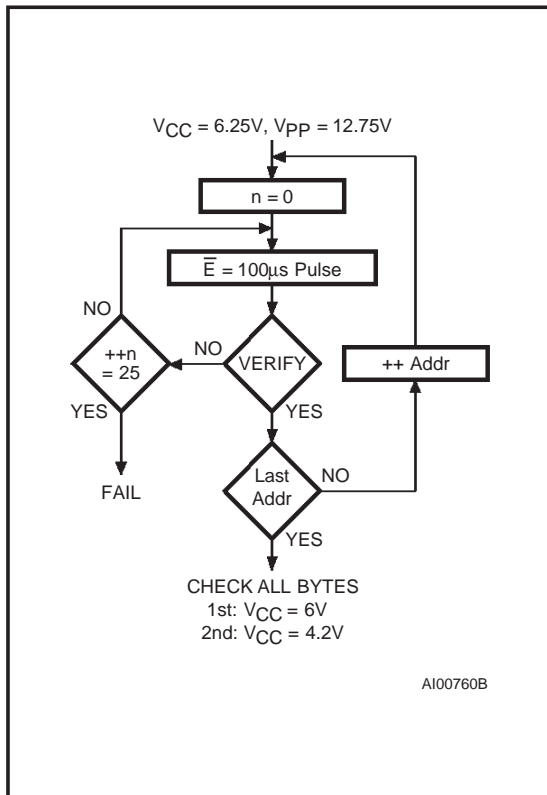 VCC = 6.25V, VPP = 12.75V
n = 0
E̅ = 100µs Pulse
NO
++n
= 25
NO
VERIFY
++ Addr
YES
YES
Last
Addr
NO
FAIL
YES
CHECK ALL BYTES
1st: VCC = 6V
2nd: VCC = 4.2V
AI00760B